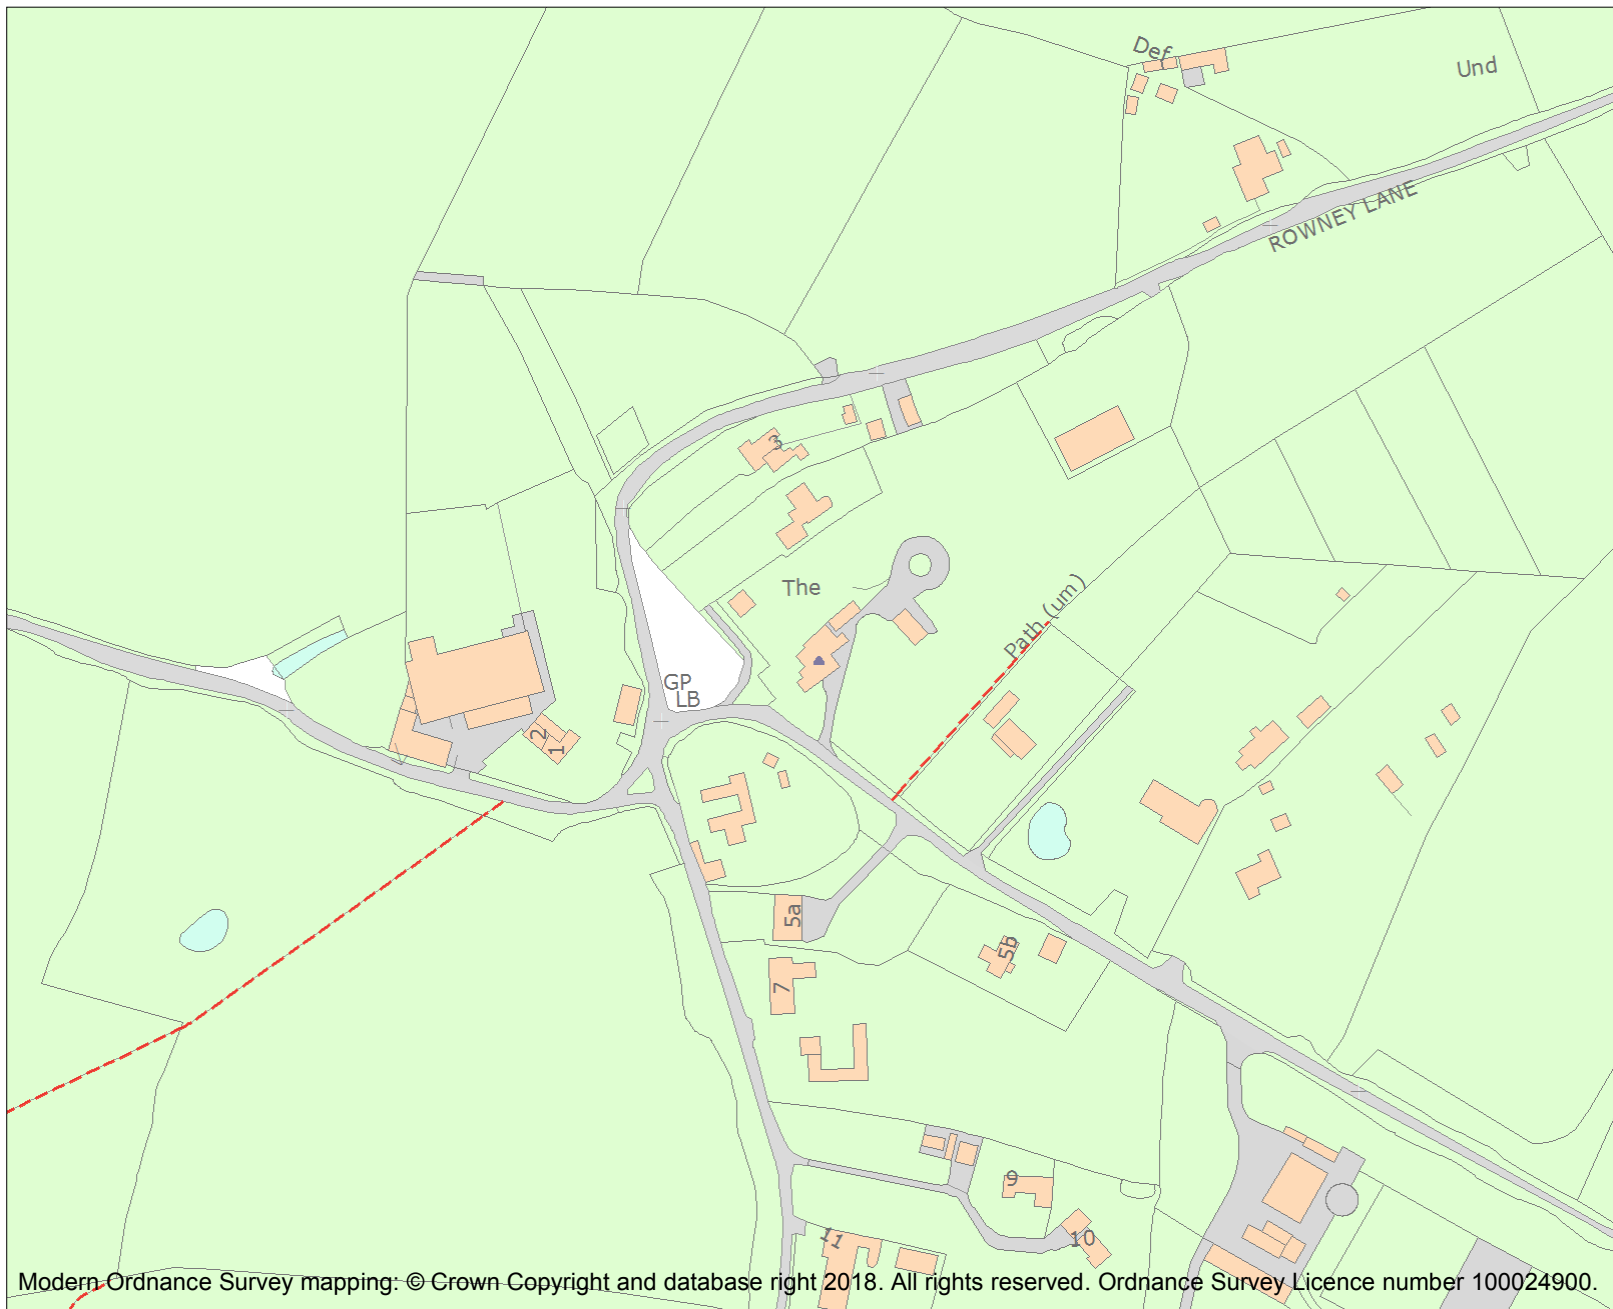 Def
Und
ROWNEY LANE
3
The
Path (um)
GP
LB
2
1
5a
5b
7
9
10
11
Modern Ordnance Survey mapping: © Crown Copyright and database right 2018. All rights reserved. Ordnance Survey Licence number 100024900.